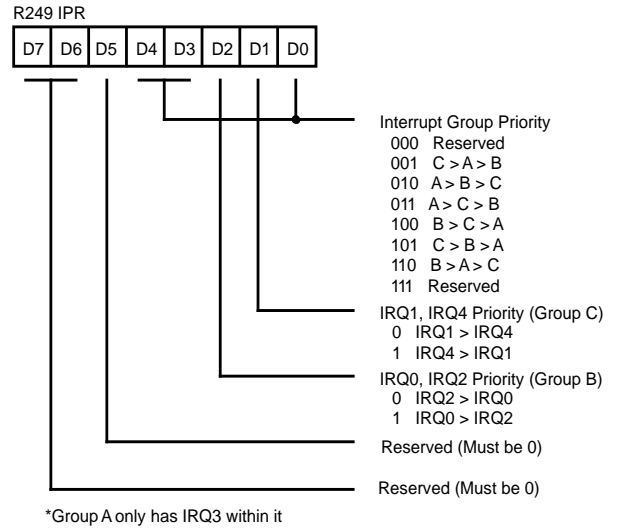 R249 IPR
D7 D6 D5 D4 D3 D2 D1 D0
Interrupt Group Priority
000 Reserved
001 C > A > B
010 A > B > C
011 A > C > B
100 B > C > A
101 C > B > A
110 B > A > C
111 Reserved
IRQ1, IRQ4 Priority (Group C)
0 IRQ1 > IRQ4
1 IRQ4 > IRQ1
IRQ0, IRQ2 Priority (Group B)
0 IRQ2 > IRQ0
1 IRQ0 > IRQ2
Reserved (Must be 0)
Reserved (Must be 0)
*Group A only has IRQ3 within it